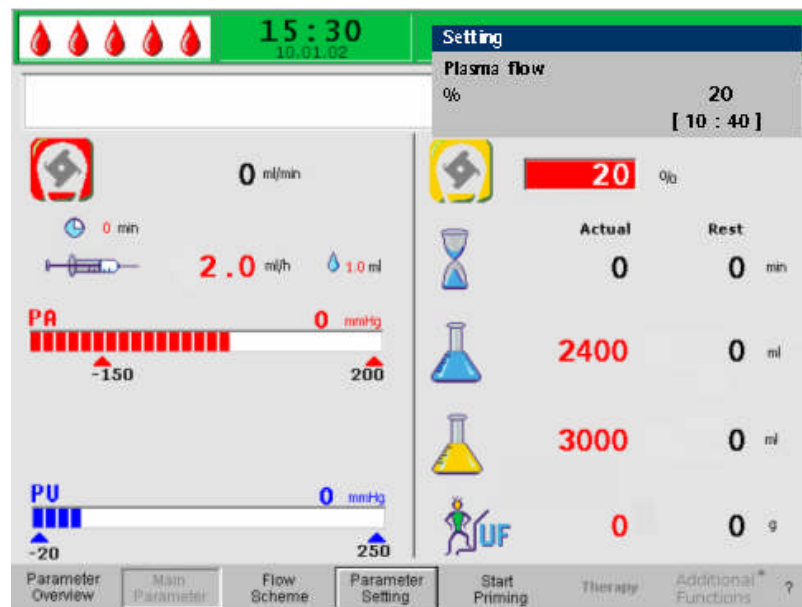 15:30
10.01.02
Setting
Plasma flow
% 20
[ 10 : 40 ]
0 ml/min
20 %
0 min
Actual Rest
2.0 ml/h 1.0 ml
0 0 min
PA 0 mmHg
-150 200
2400 0 ml
3000 0 ml
PV 0 mmHg
-20 250
UF 0 0 g
Parameter Overview
Main Parameter
Flow Scheme
Parameter Setting
Start Priming
Therapy
Additional* Functions
?